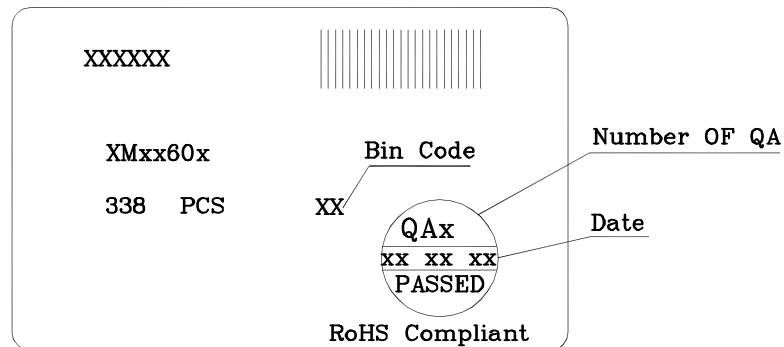 XXXXXX
XMxx60x
Bin Code
Number OF QA
338 PCS
XX
QAx
Date
xx xx xx
PASSED
RoHS Compliant